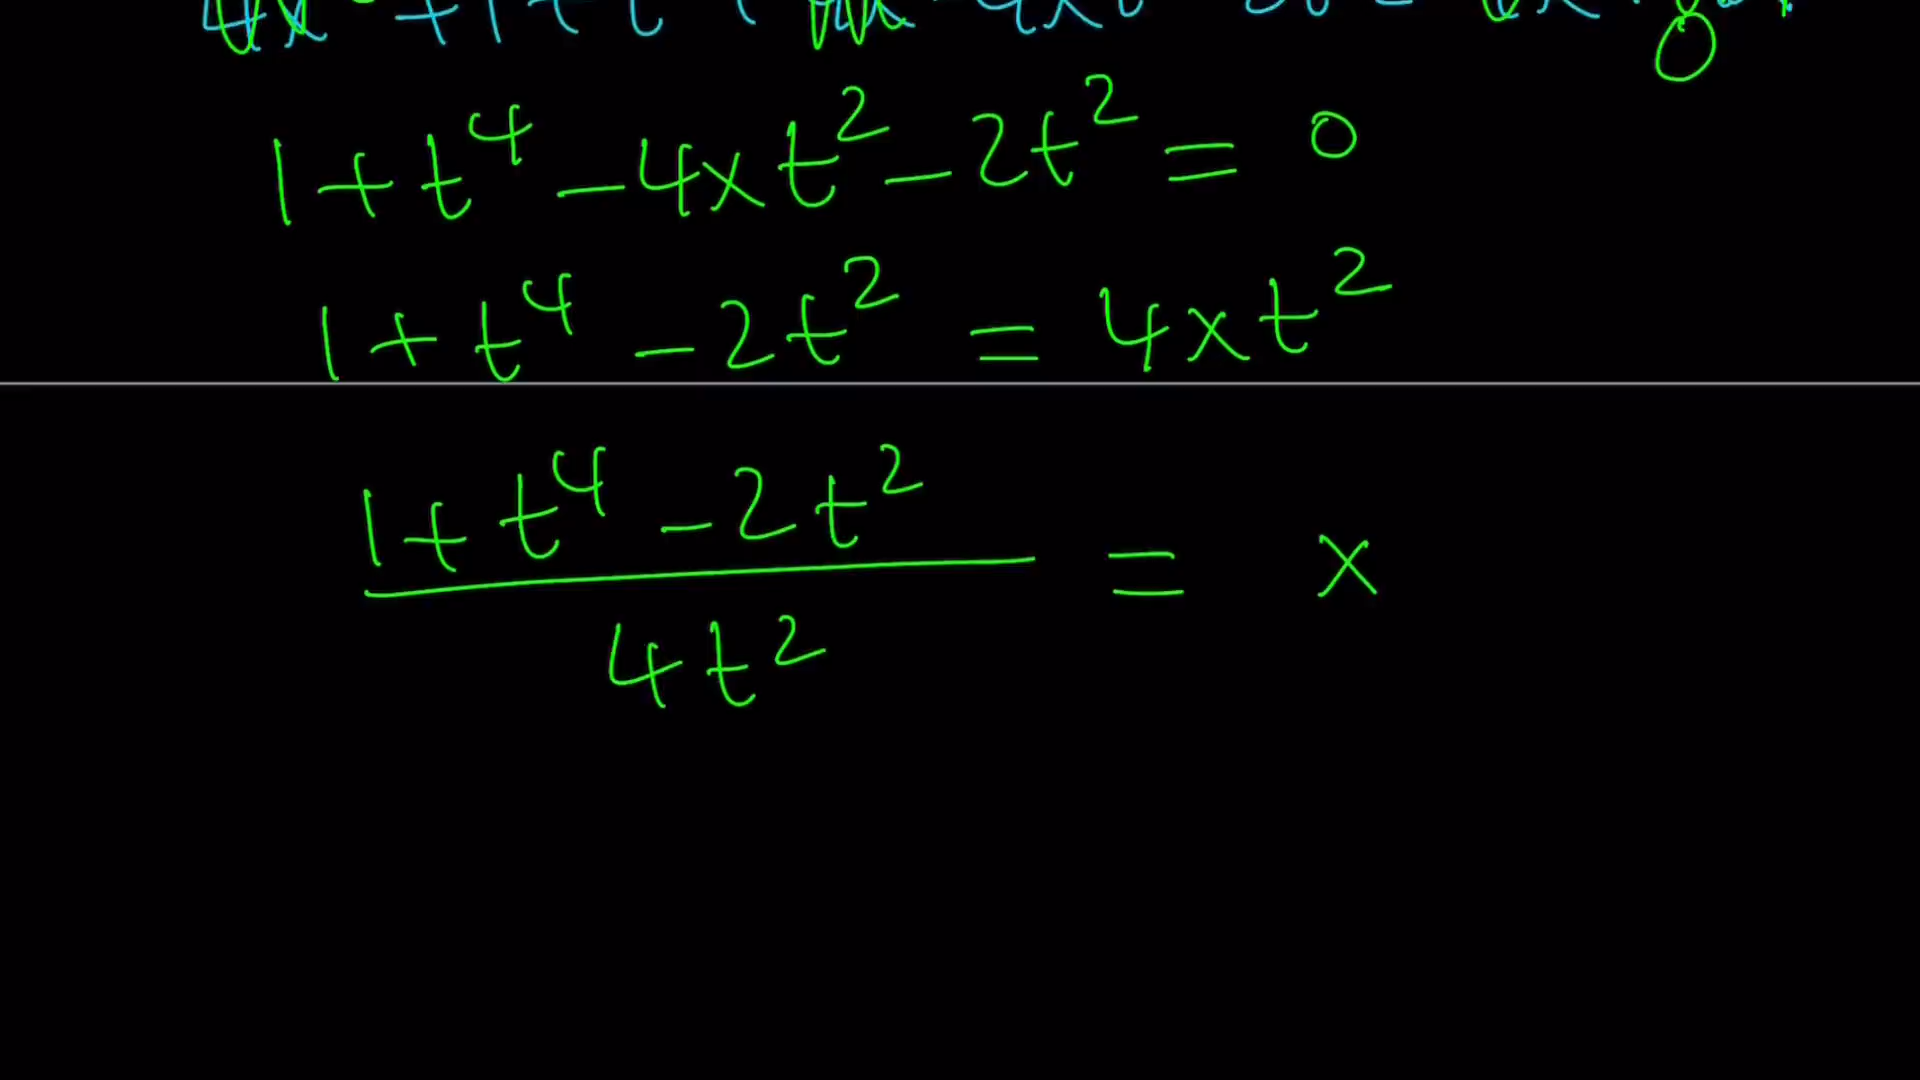 1 + t⁴ - 4xt² - 2t² = 0
1 + t⁴ - 2t² = 4xt²
1 + t⁴ - 2t²
4t²
= x